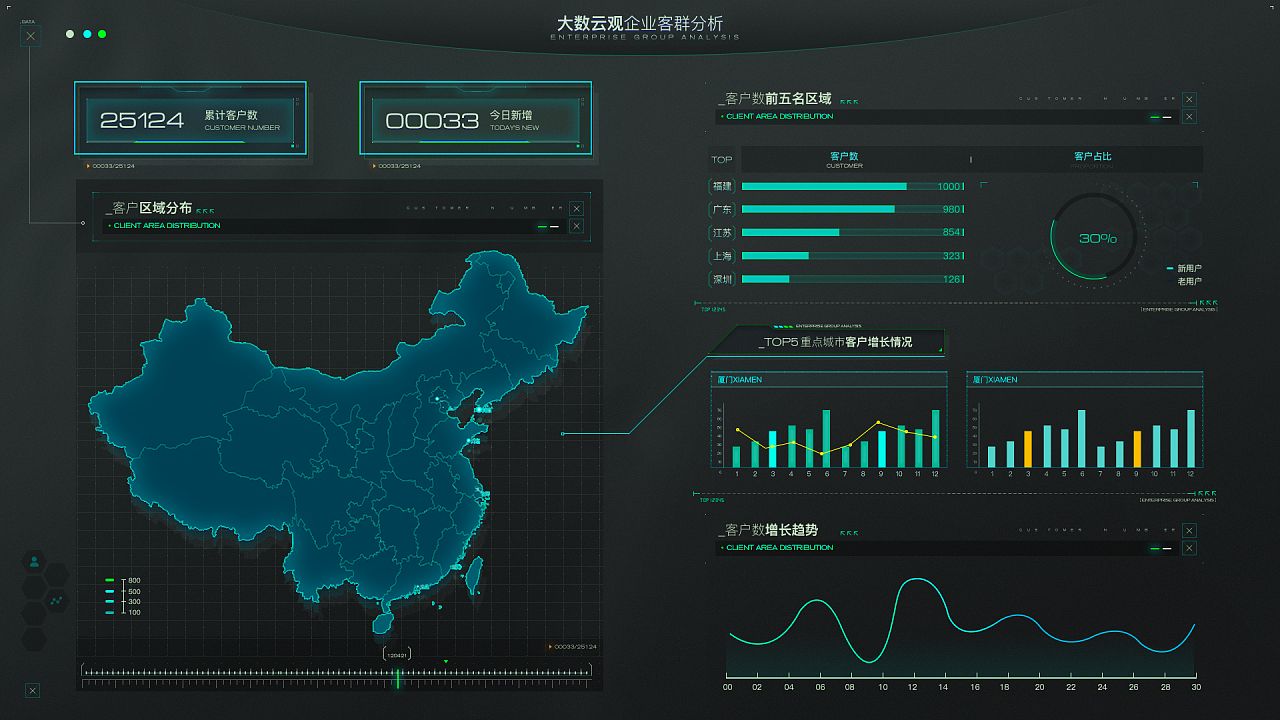 DATA
大数云观企业客群分析
ENTERPRISE GROUP ANALYSIS
25124
累计客户数
CUSTOMER NUMBER
00033/25124
00033
今日新增
TODAYS NEW
00033/25124
_客户区域分布
CUSTOMER NUMBER
CLIENT AREA DISTRIBUTION
800
500
300
100
00033/25124
120421
_客户数前五名区域
CUSTOMER NUMBER
CLIENT AREA DISTRIBUTION
TOP
客户数
CUSTOMER
客户占比
PROPORTION
福建 1000
广东 980
江苏 854
上海 323
深圳 126
30%
新用户
老用户
TOP 12345
[ENTERPRISE GROUP ANALYSIS]
ENTERPRISE GROUP ANALYSIS
_TOP5 重点城市客户增长情况
厦门XIAMEN
1 2 3 4 5 6 7 8 9 10 11 12
厦门XIAMEN
1 2 3 4 5 6 7 8 9 10 11 12
TOP 12345
[ENTERPRISE GROUP ANALYSIS]
_客户数增长趋势
CUSTOMER NUMBER
CLIENT AREA DISTRIBUTION
00 02 04 06 08 10 12 14 16 18 20 22 24 26 28 30